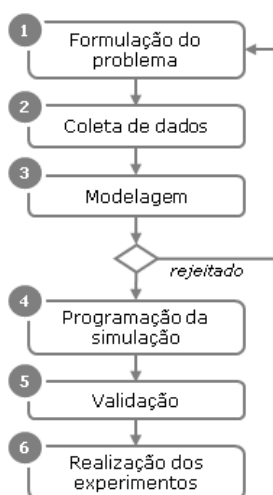 1
Formulação do
problema
2
Coleta de dados
3
Modelagem
rejeitado
4
Programação da
simulação
5
Validação
6
Realização dos
experimentos